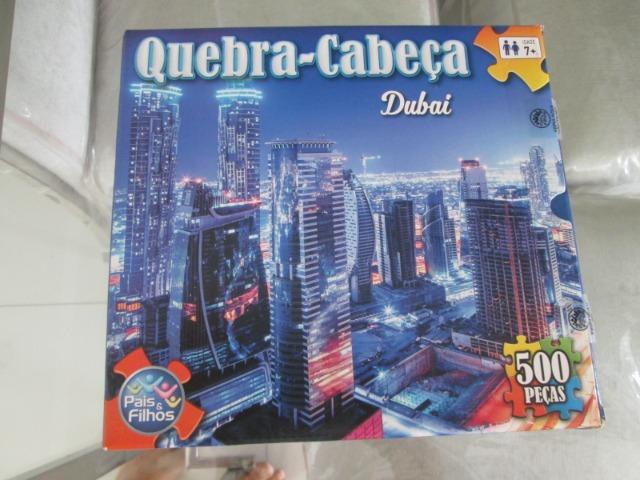 Quebra-Cabeça
Dubai
IDADE
7+
500
PEÇAS
Pais &
Filhos